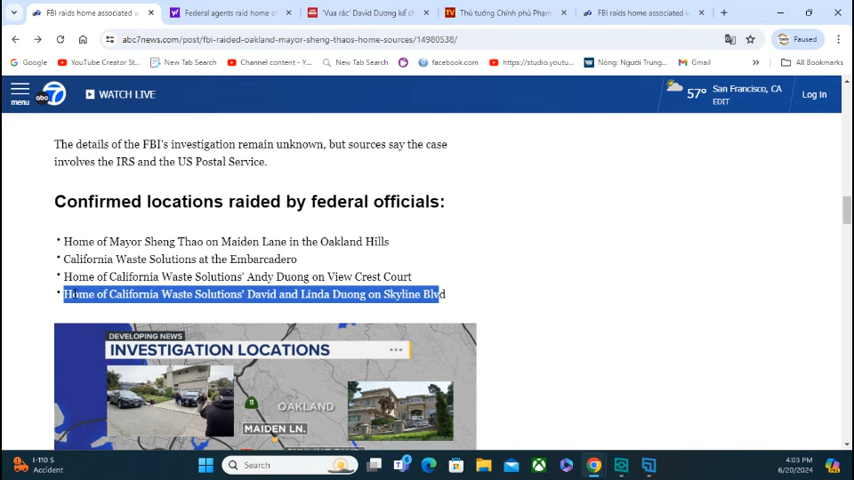 FBI raids home associated w
Federal agents raid home of
'Vua rác' David Dương kể ch
Thủ tướng Chính phủ Phạm
FBI raids home associated w
abc7news.com/post/fbi-raided-oakland-mayor-sheng-thaos-home-sources/14980538/
Paused
Google
YouTube Creator St...
New Tab Search
Channel content - Y...
New Tab Search
facebook.com
https://studio.youtu...
Nóng: Người Trung...
Gmail
»
All Bookmarks
menu
abc 7
WATCH LIVE
57°
San Francisco, CA
EDIT
Log In
The details of the FBI's investigation remain unknown, but sources say the case
involves the IRS and the US Postal Service.
Confirmed locations raided by federal officials:
• Home of Mayor Sheng Thao on Maiden Lane in the Oakland Hills
• California Waste Solutions at the Embarcadero
• Home of California Waste Solutions' Andy Duong on View Crest Court
• Home of California Waste Solutions' David and Linda Duong on Skyline Blvd
DEVELOPING NEWS
INVESTIGATION LOCATIONS
OAKLAND
MAIDEN LN.
I-110 S
Accident
Search
4:03 PM
6/20/2024